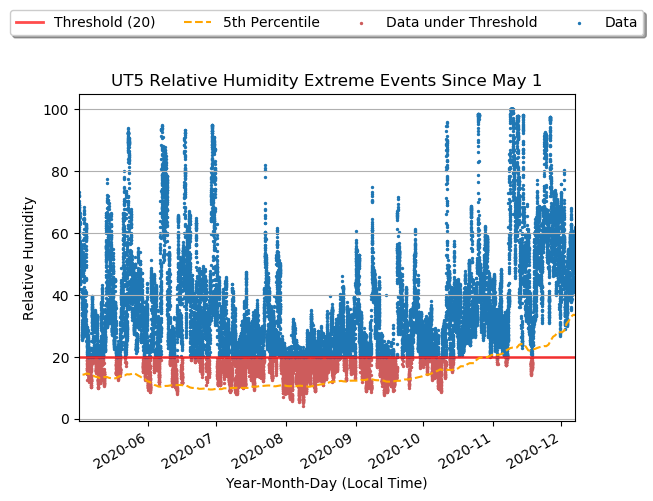 Threshold (20) 5th Percentile Data under Threshold Data
UT5 Relative Humidity Extreme Events Since May 1
100
80
60
40
20
0
Relative Humidity
2020-06 2020-07 2020-08 2020-09 2020-10 2020-11 2020-12
Year-Month-Day (Local Time)